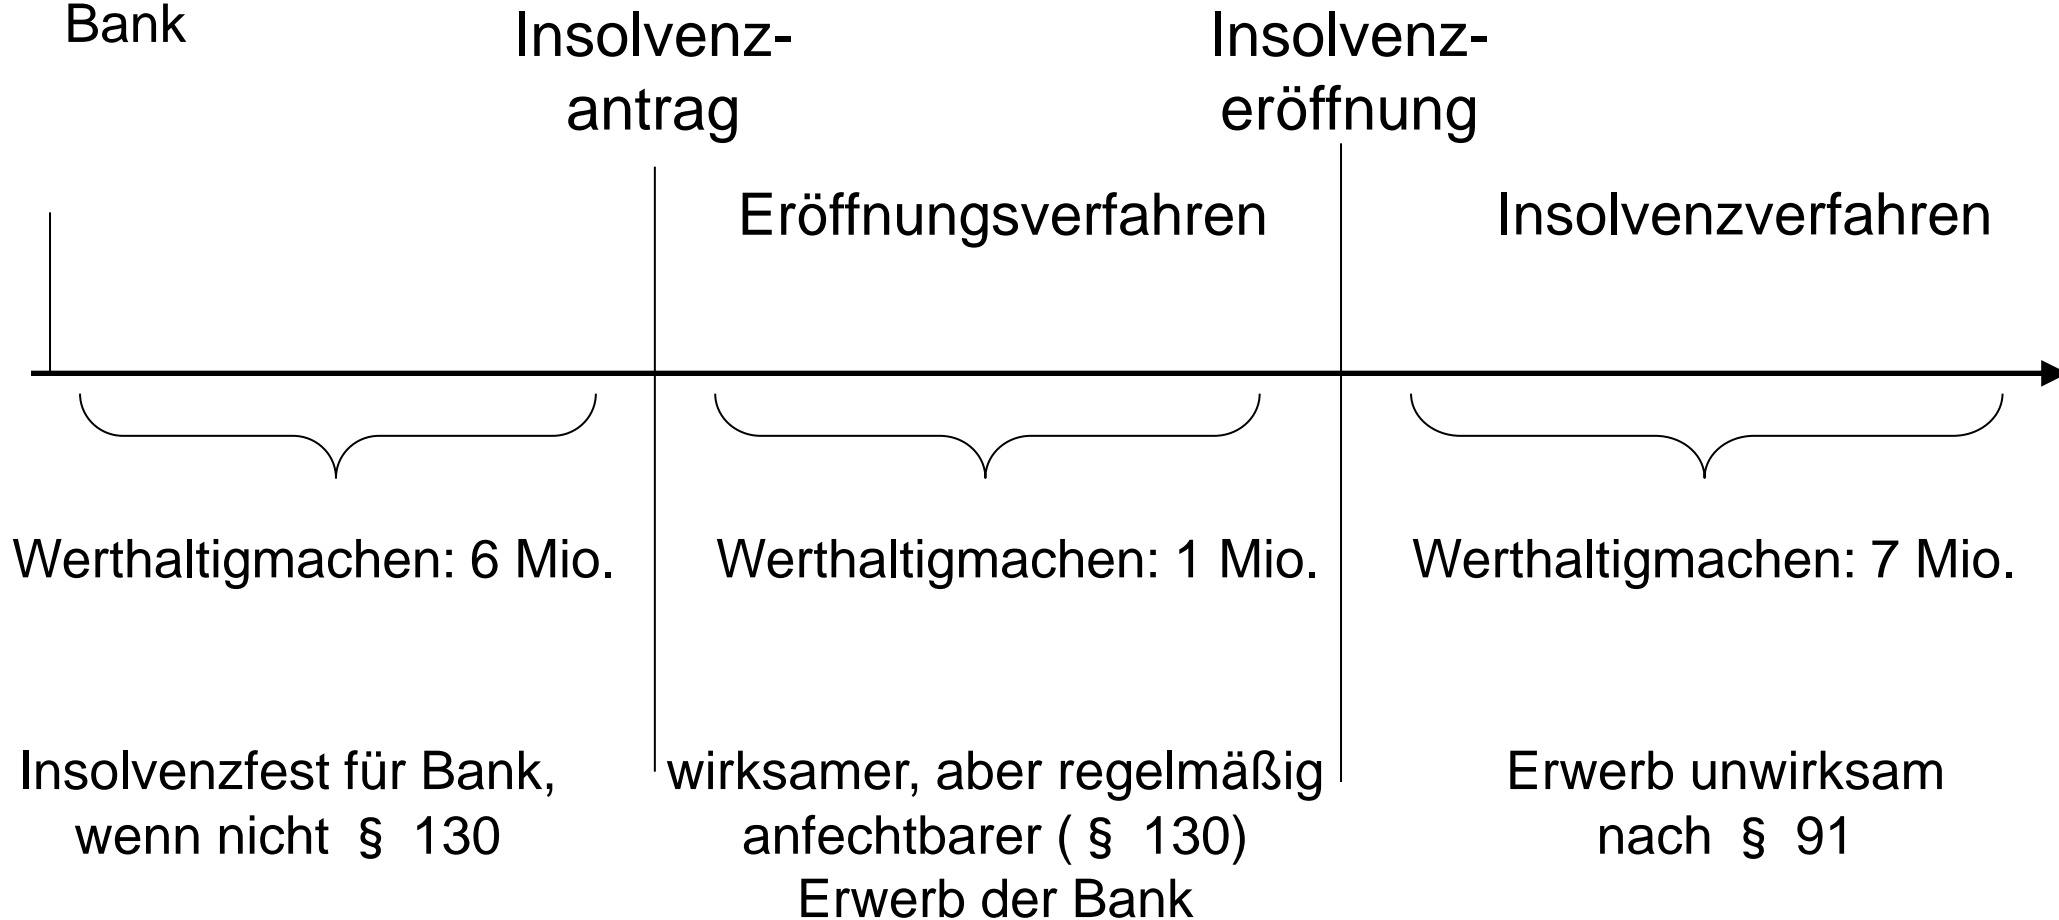 Bank
Insolvenz-
antrag
Insolvenz-
eröffnung
Eröffnungsverfahren
Insolvenzverfahren
Werthaltigmachen: 6 Mio.
Werthaltigmachen: 1 Mio.
Werthaltigmachen: 7 Mio.
Insolvenzfest für Bank,
wenn nicht § 130
wirksamer, aber regelmäßig
anfechtbarer ( § 130)
Erwerb der Bank
Erwerb unwirksam
nach § 91